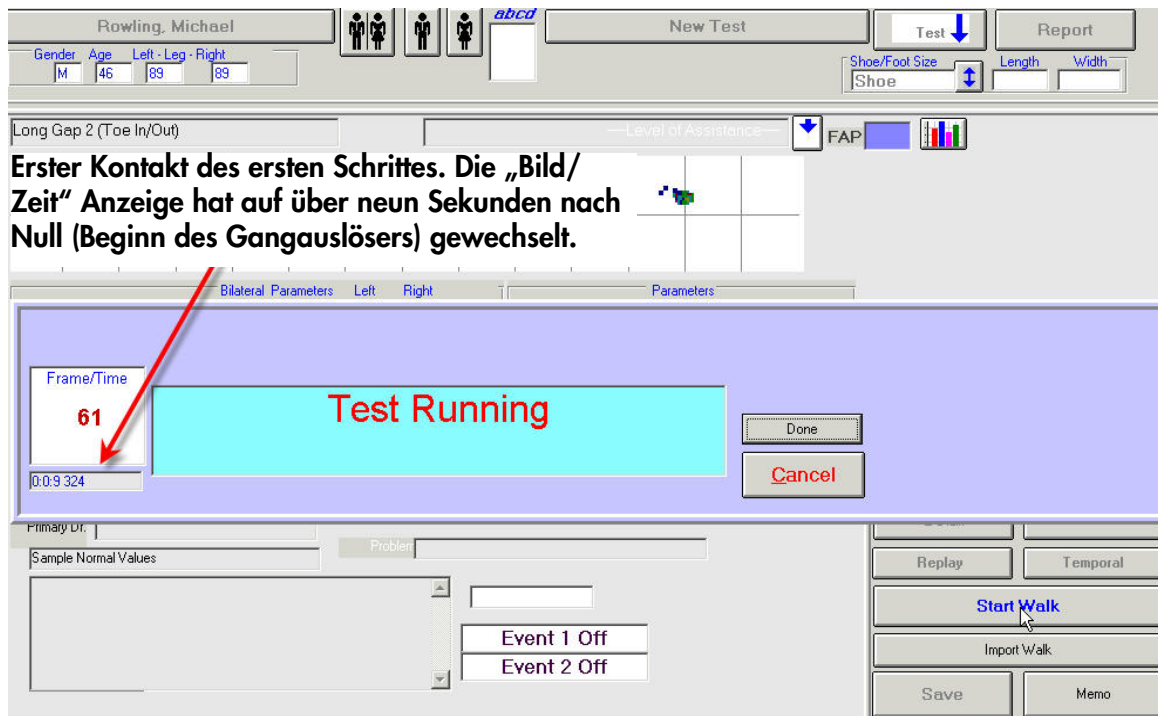 Rowling, Michael
abcd
New Test
Test
Report
Gender Age Left - Leg - Right
M 46 89 89
Shoe/Foot Size
Shoe
Length Width
Long Gap 2 (Toe In/Out)
—Level of Assistance—
FAP
Erster Kontakt des ersten Schrittes. Die „Bild/
Zeit“ Anzeige hat auf über neun Sekunden nach
Null (Beginn des Gangauslösers) gewechselt.
Bilateral Parameters Left Right
Parameters
Frame/Time
61
0:0:9 324
Test Running
Done
Cancel
Primary Dr.
Problem
Sample Normal Values
Event 1 Off
Event 2 Off
Replay
Temporal
Start Walk
Import Walk
Save
Memo